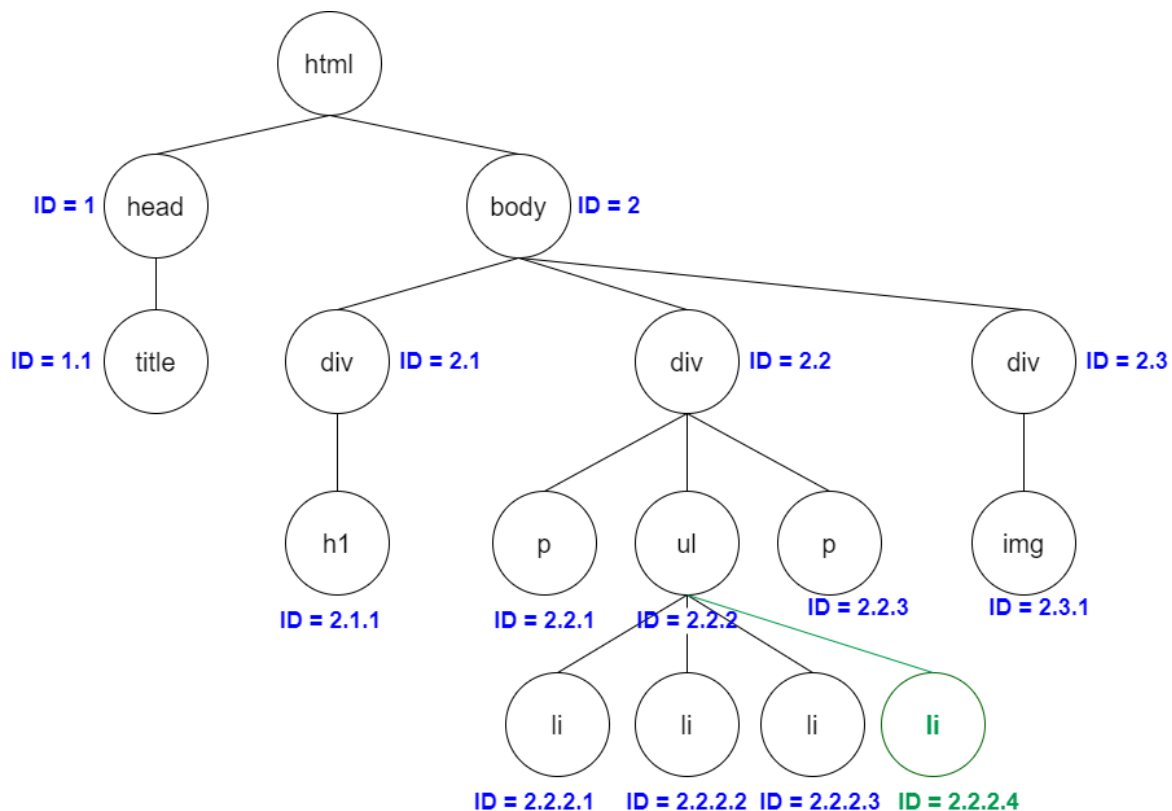 html
ID = 1 head body ID = 2
ID = 1.1 title div ID = 2.1 div ID = 2.2 div ID = 2.3
h1 p ul p img
ID = 2.1.1 ID = 2.2.1 ID = 2.2.2 ID = 2.2.3 ID = 2.3.1
li li li li
ID = 2.2.2.1 ID = 2.2.2.2 ID = 2.2.2.3 ID = 2.2.2.4